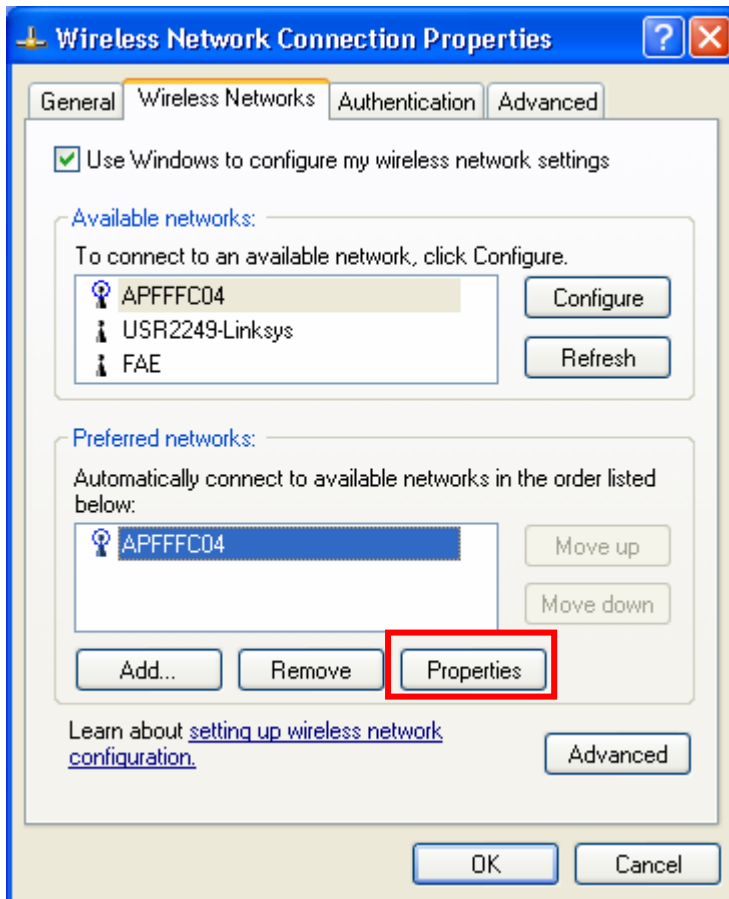 Wireless Network Connection Properties
?
General Wireless Networks Authentication Advanced
Use Windows to configure my wireless network settings
Available networks:
To connect to an available network, click Configure.
APFFFC04
USR2249-Linksys
FAE
Configure
Refresh
Preferred networks:
Automatically connect to available networks in the order listed
below:
APFFFC04
Move up
Move down
Add... Remove Properties
Learn about setting up wireless network
configuration.
Advanced
OK Cancel